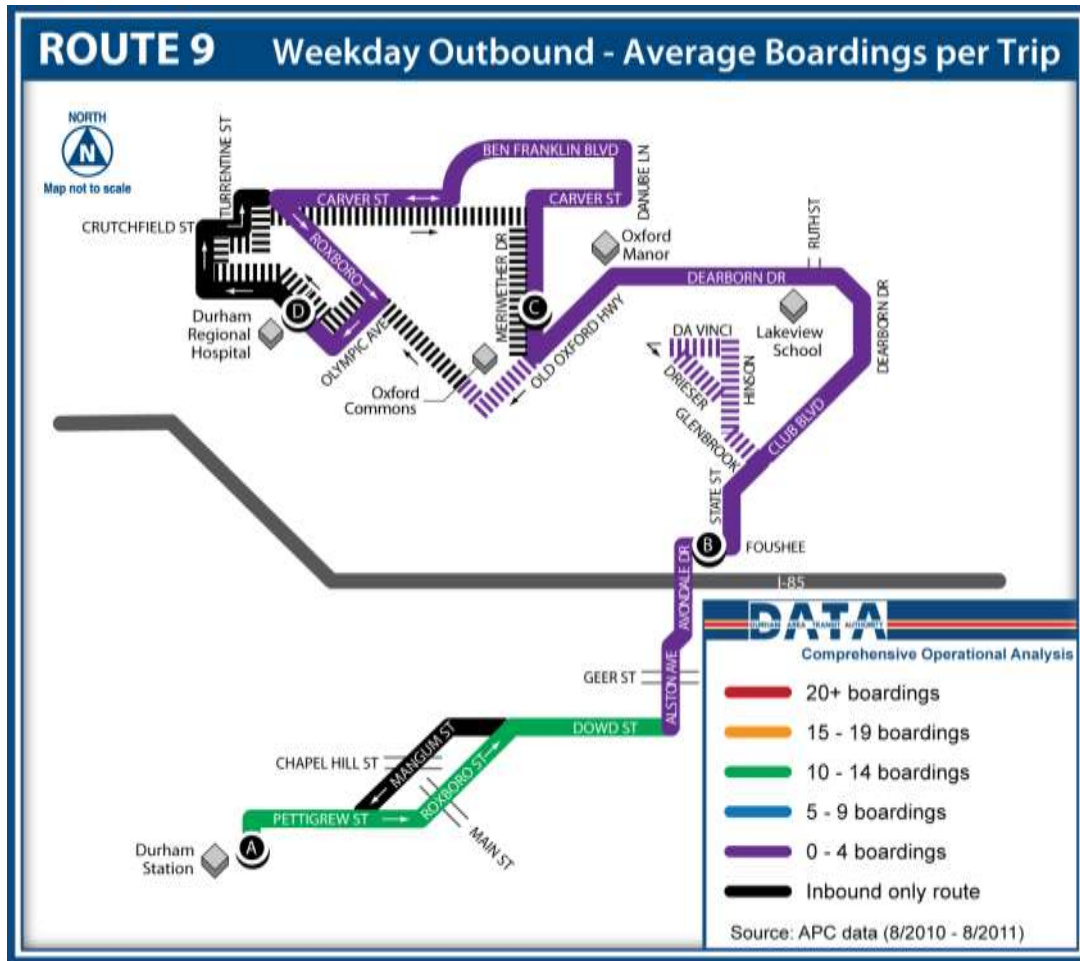 ROUTE 9 Weekday Outbound - Average Boardings per Trip
NORTH
N
Map not to scale
TURRENTINE ST
CRUTCHFIELD ST
CARVER ST
BEN FRANKLIN BLVD
DANUBE LN
CARVER ST
ROXBORO
MERIWETHER DR
Oxford
Manor
RUTH ST
DEARBORN DR
DEARBORN DR
Lakeview
School
C
D
Durham
Regional
Hospital
OLYMPIC AVE
Oxford
Commons
OLD OXFORD HWY
DA VINCI
DRIESER
HINSON
GLENBROOK
CLUB BLVD
STATE ST
B
FOUSHEE
AVONDALE DR
I-85
GEER ST
ALSTON AVE
DOWD ST
CHAPEL HILL ST
MANGUM ST
ROXBORO ST
PETTIGREW ST
MAIN ST
Durham
Station
A
DATA
DURHAM AREA TRANSIT AUTHORITY
Comprehensive Operational Analysis
20+ boardings
15 - 19 boardings
10 - 14 boardings
5 - 9 boardings
0 - 4 boardings
Inbound only route
Source: APC data (8/2010 - 8/2011)